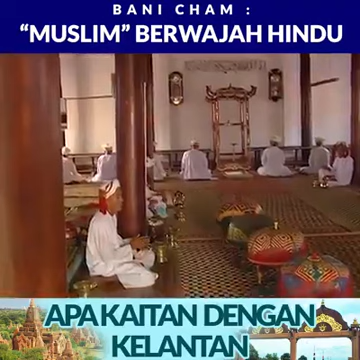 BANI CHAM :
“MUSLIM” BERWAJAH HINDU
APA KAITAN DENGAN
KELANTAN